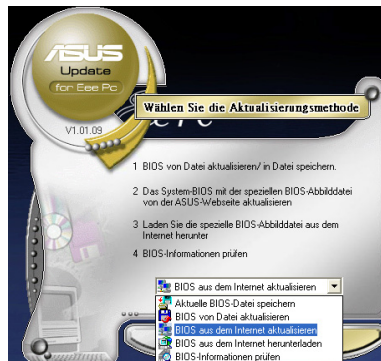 ASUS
Update
for Eee Pc
V1.01.09
Wählen Sie die Aktualisierungsmethode
1 BIOS von Datei aktualisieren/ in Datei speichern.
2 Das System-BIOS mit der speziellen BIOS-Abbilddatei
von der ASUS-Webseite aktualisieren
3 Laden Sie die spezielle BIOS-Abbilddatei aus dem
Internet herunter
4 BIOS-Informationen prüfen
BIOS aus dem Internet aktualisieren
Aktuelle BIOS-Datei speichern
BIOS von Datei aktualisieren
BIOS aus dem Internet aktualisieren
BIOS aus dem Internet herunterladen
BIOS-Informationen prüfen